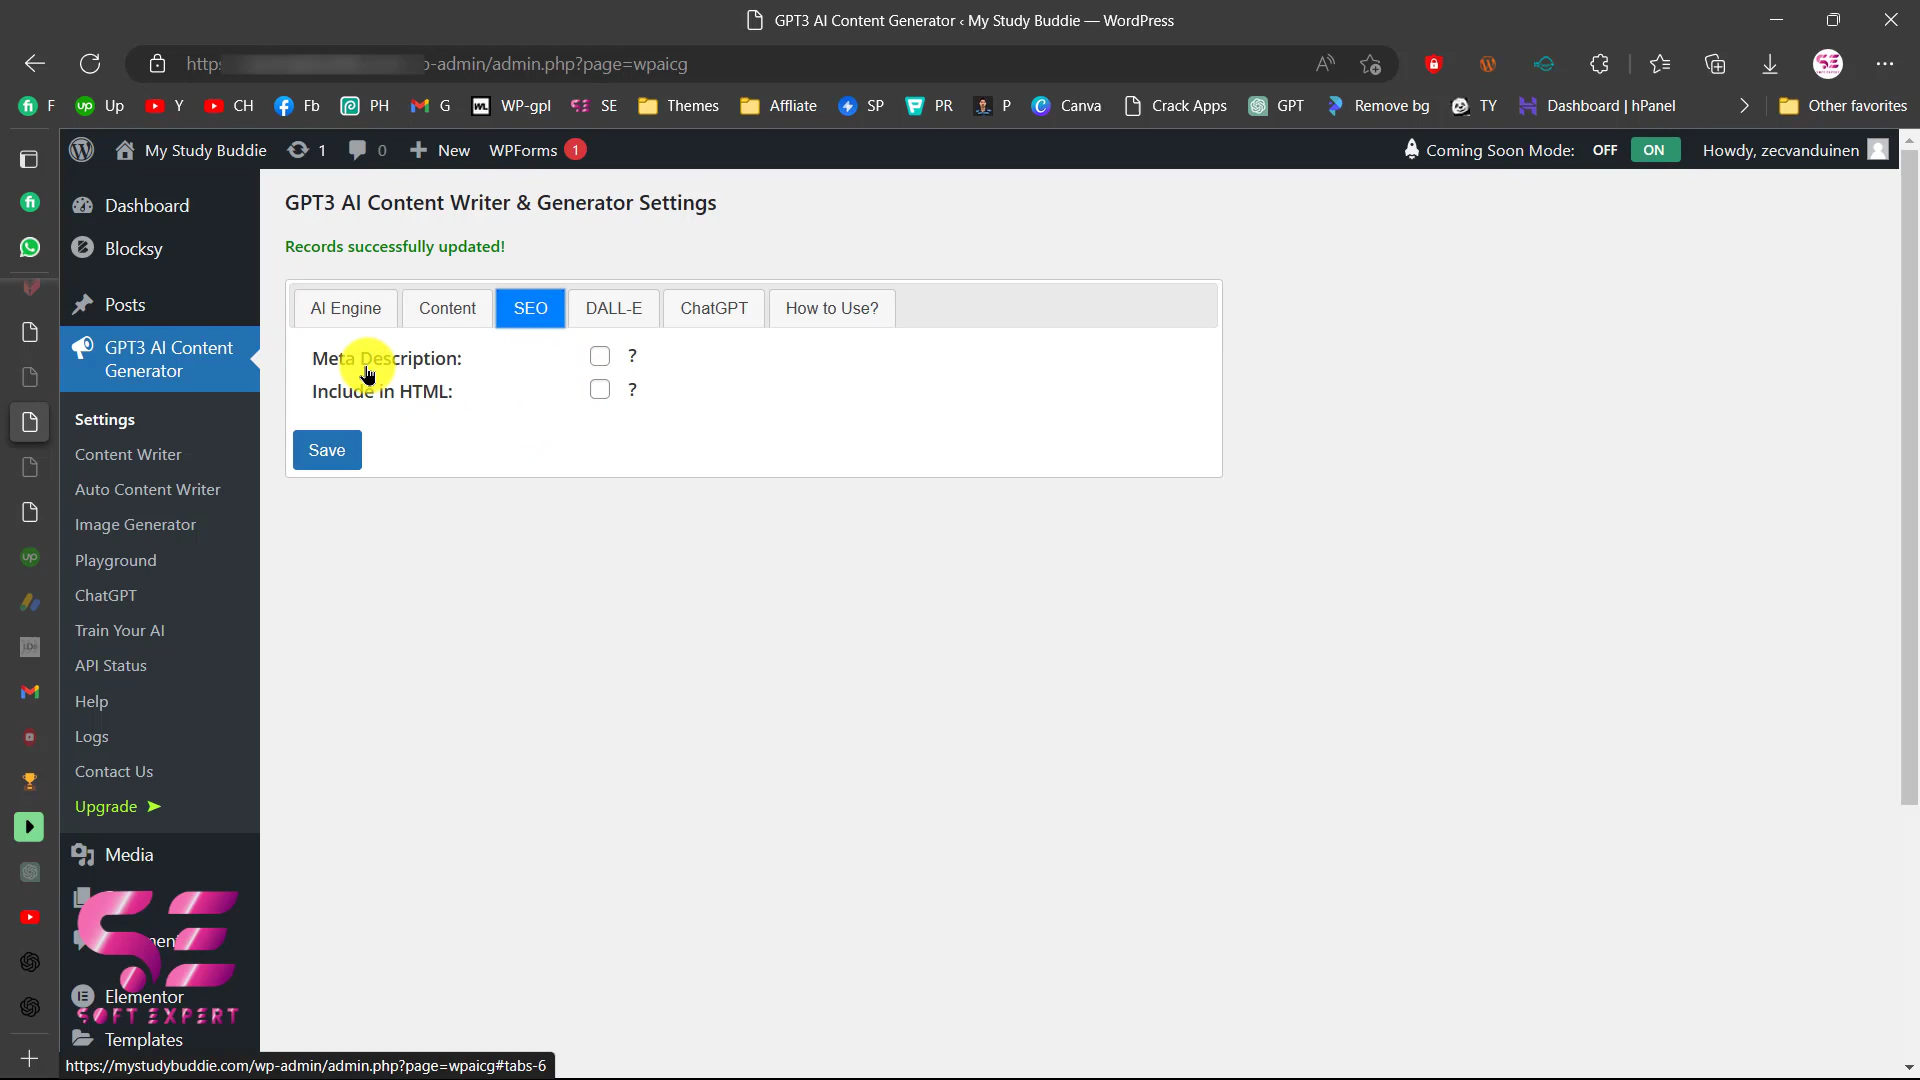 GPT3 AI Content Generator ‹ My Study Buddie — WordPress
http
-admin/admin.php?page=wpaicg
F Up Y CH Fb PH G WP-gpl SE Themes Affliate SP PR P Canva Crack Apps GPT Remove bg TY Dashboard | hPanel Other favorites
My Study Buddie 1 0 New WPForms 1 Coming Soon Mode: OFF ON Howdy, zecvanduinen
Dashboard
Blocksy
Posts
GPT3 AI Content
Generator
Settings
Content Writer
Auto Content Writer
Image Generator
Playground
ChatGPT
Train Your AI
API Status
Help
Logs
Contact Us
Upgrade ➤
Media
Elementor
Templates
GPT3 AI Content Writer & Generator Settings
Records successfully updated!
AI Engine Content SEO DALL-E ChatGPT How to Use?
Meta Description: ?
Include in HTML: ?
Save
SE
SOFT EXPERT
https://mystudybuddie.com/wp-admin/admin.php?page=wpaicg#tabs-6